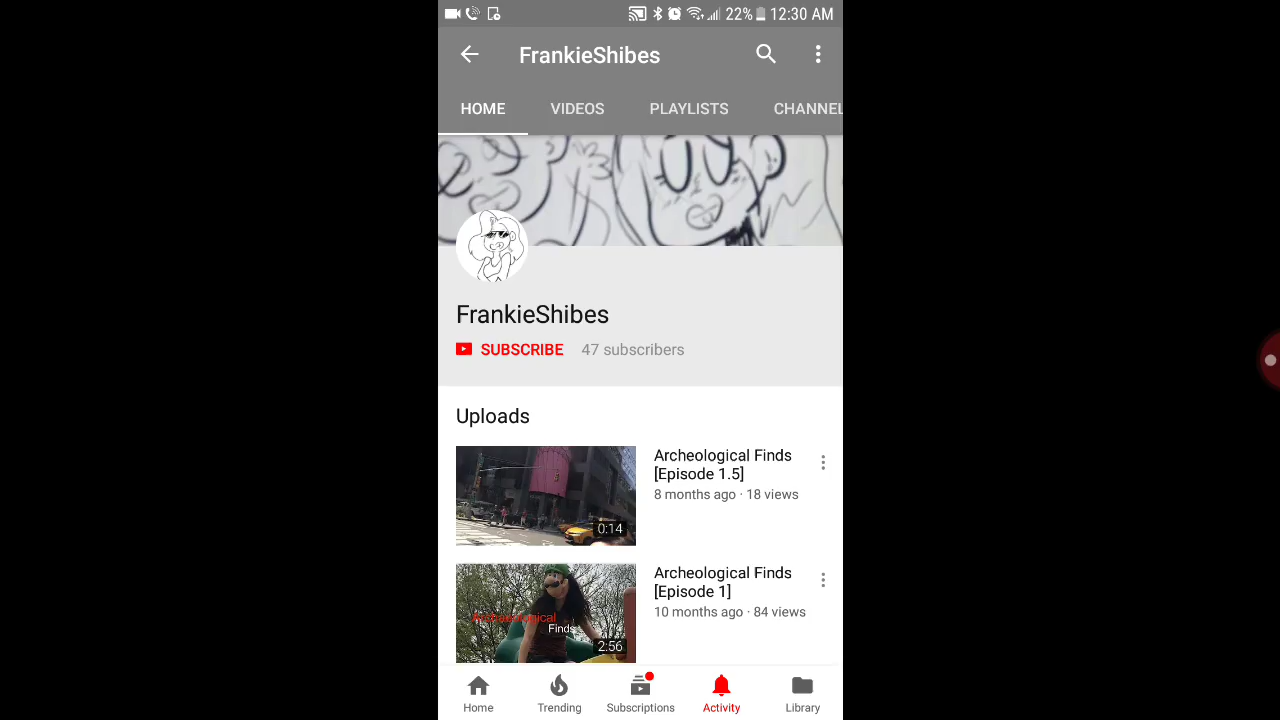 22% 12:30 AM
FrankieShibes
HOME VIDEOS PLAYLISTS CHANNEL
FrankieShibes
SUBSCRIBE 47 subscribers
Uploads
Archeological Finds
[Episode 1.5]
8 months ago · 18 views
0:14
Archeological Finds
[Episode 1]
10 months ago · 84 views
Archaeological
Finds
2:56
Home Trending Subscriptions Activity Library